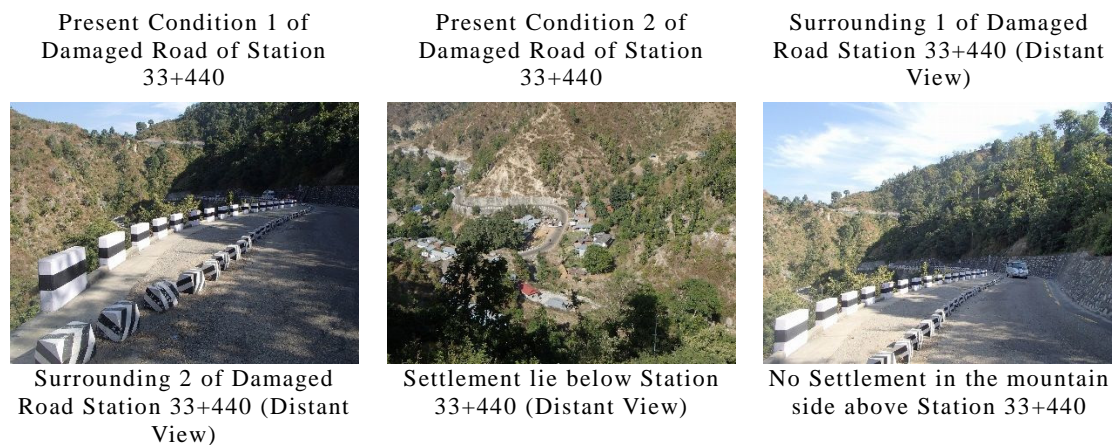 Present Condition 1 of
Damaged Road of Station
33+440
Present Condition 2 of
Damaged Road of Station
33+440
Surrounding 1 of Damaged
Road Station 33+440 (Distant
View)
Surrounding 2 of Damaged
Road Station 33+440 (Distant
View)
Settlement lie below Station
33+440 (Distant View)
No Settlement in the mountain
side above Station 33+440